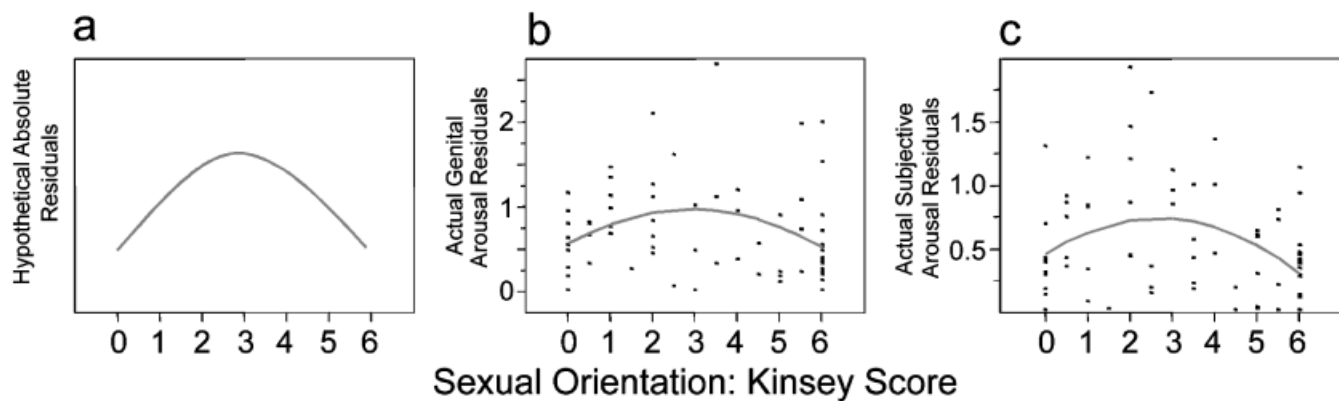 a
Hypothetical Absolute
Residuals
0 1 2 3 4 5 6
b
Actual Genital
Arousal Residuals
2
1
0
0 1 2 3 4 5 6
c
Actual Subjective
Arousal Residuals
1.5
1.0
0.5
0 1 2 3 4 5 6
Sexual Orientation: Kinsey Score